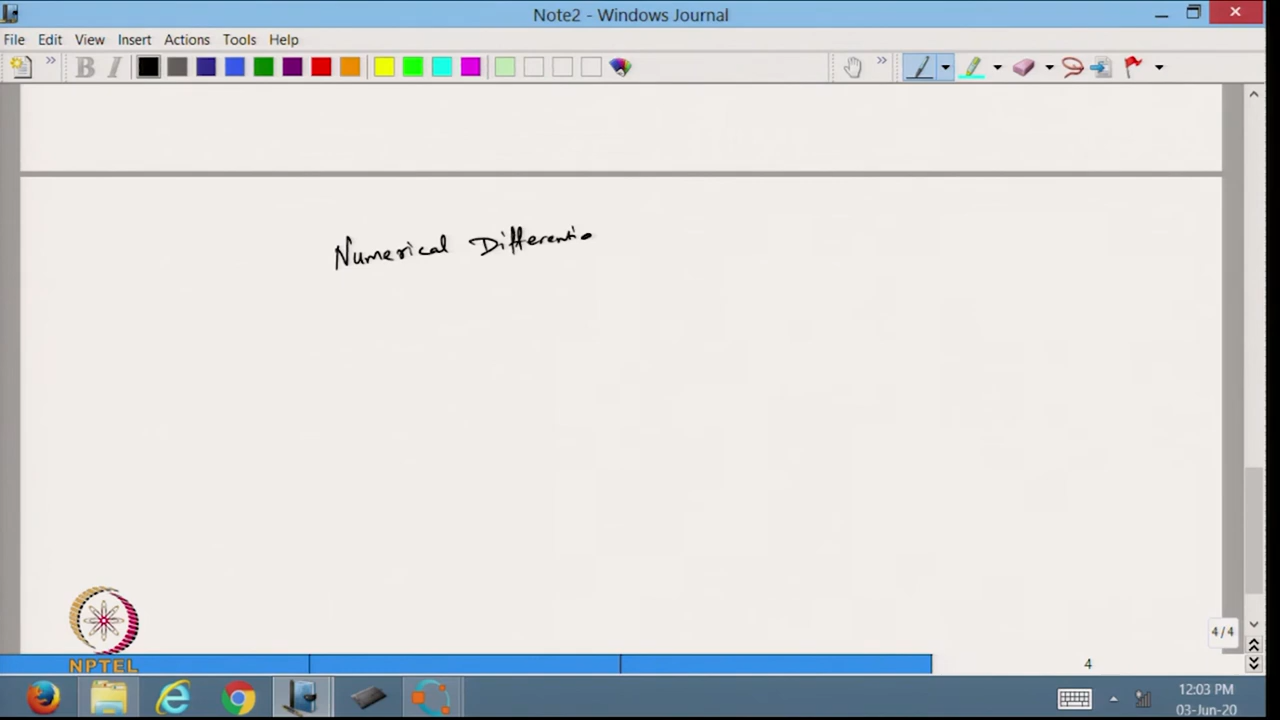 Note2 - Windows Journal
File Edit View Insert Actions Tools Help
B I
Numerical Differentio
4/4
NPTEL
4
12:03 PM
03-Jun-20